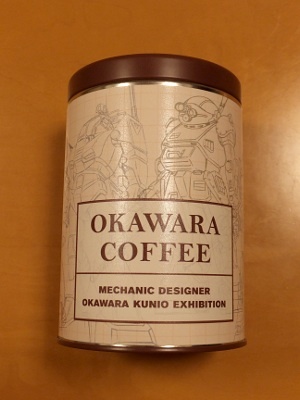 OKAWARA
COFFEE
MECHANIC DESIGNER
OKAWARA KUNIO EXHIBITION